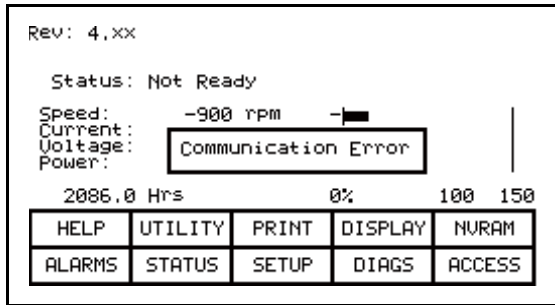 Rev: 4.xx
Status: Not Ready
Speed: -900 rpm -
Current:
Voltage:
Power:
Communication Error
2086.0 Hrs 0% 100 150
HELP UTILITY PRINT DISPLAY NVRAM
ALARMS STATUS SETUP DIAGS ACCESS